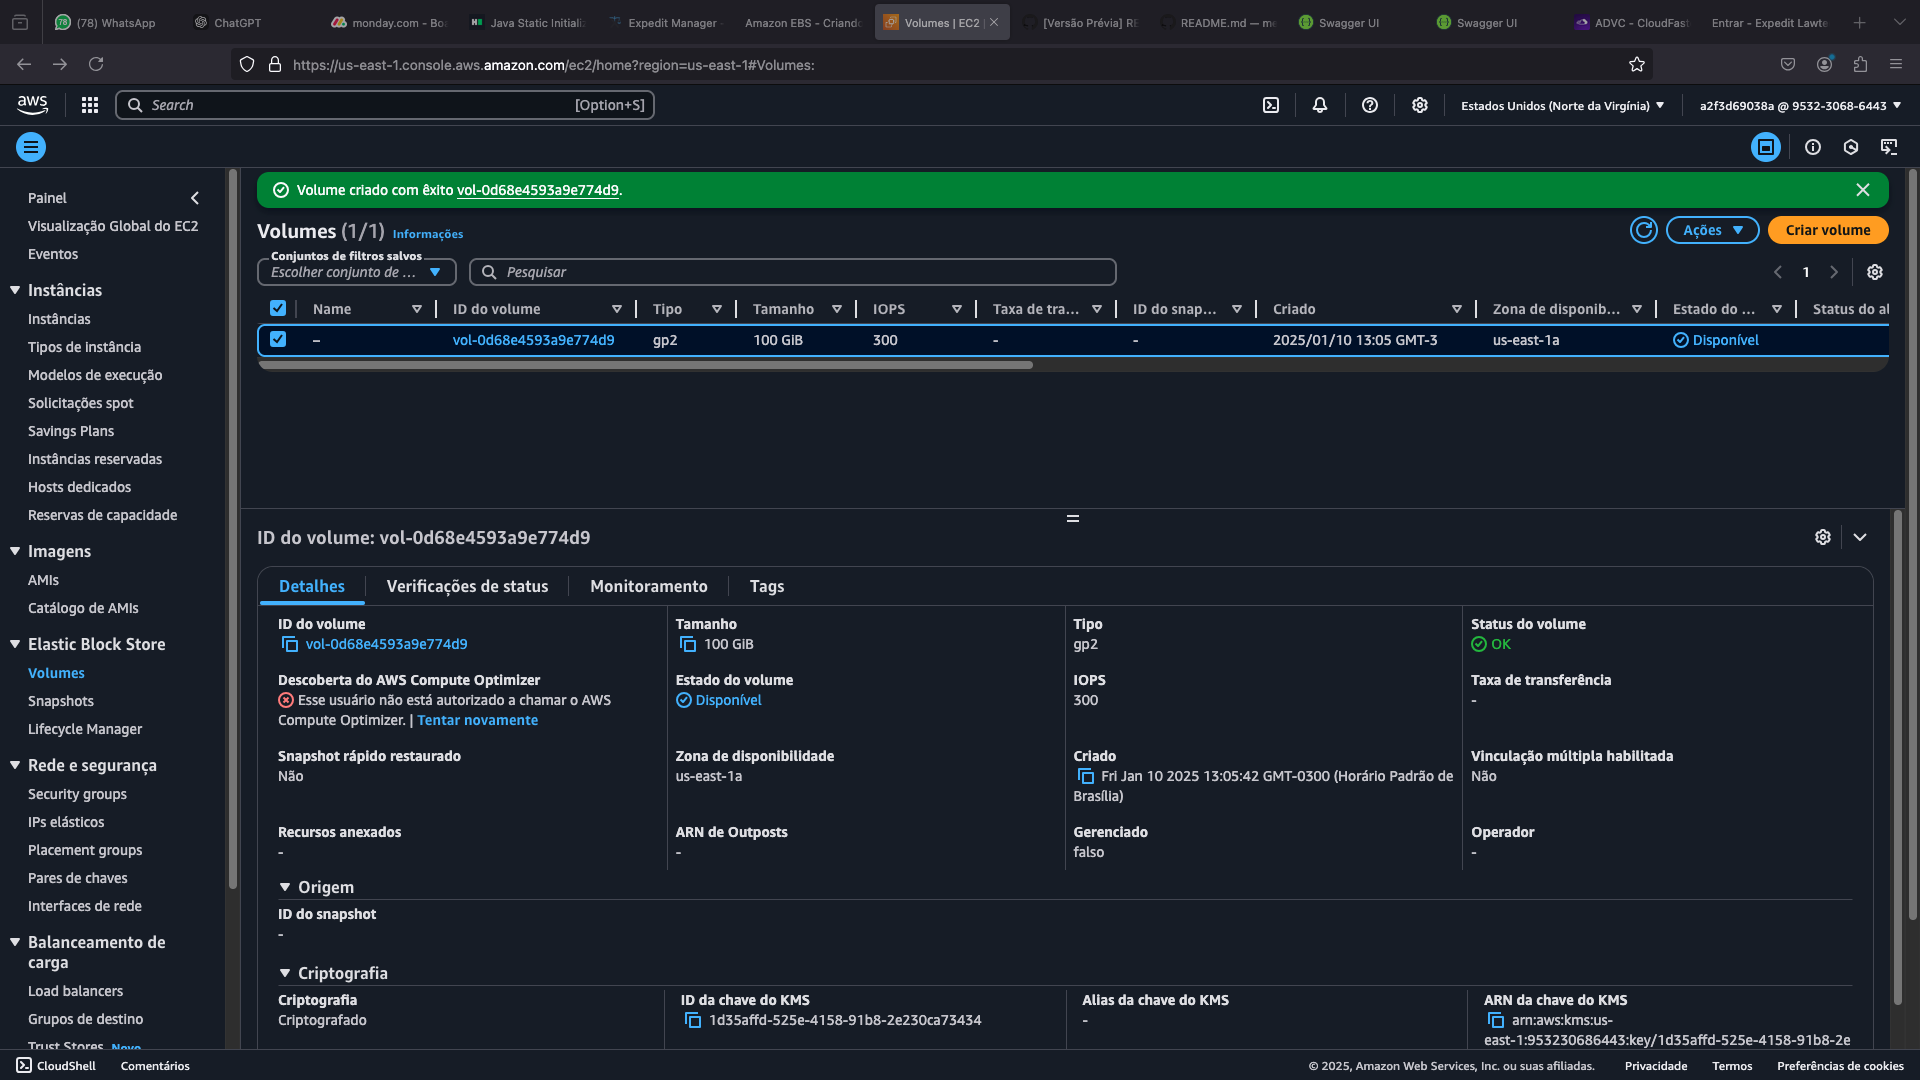 (78) WhatsApp
ChatGPT
monday.com - Bo
Java Static Initializ
Expedit Manager -
Amazon EBS - Criando
Volumes | EC2 |
[Versão Prévia] RE
README.md — me
Swagger UI
Swagger UI
ADVC - CloudFast
Entrar - Expedit Lawte
https://us-east-1.console.aws.amazon.com/ec2/home?region=us-east-1#Volumes:
aws
Search
[Option+S]
Estados Unidos (Norte da Virgínia)
a2f3d69038a @ 9532-3068-6443
Painel
Visualização Global do EC2
Eventos
Instâncias
Instâncias
Tipos de instância
Modelos de execução
Solicitações spot
Savings Plans
Instâncias reservadas
Hosts dedicados
Reservas de capacidade
Imagens
AMIs
Catálogo de AMIs
Elastic Block Store
Volumes
Snapshots
Lifecycle Manager
Rede e segurança
Security groups
IPs elásticos
Placement groups
Pares de chaves
Interfaces de rede
Balanceamento de
carga
Load balancers
Grupos de destino
Trust Stores Novo
Volume criado com êxito vol-0d68e4593a9e774d9.
Volumes (1/1) Informações
Ações
Criar volume
Conjuntos de filtros salvos
Escolher conjunto de ...
Pesquisar
1
Name ID do volume Tipo Tamanho IOPS Taxa de tra... ID do snap... Criado Zona de disponib... Estado do ... Status do al
– vol-0d68e4593a9e774d9 gp2 100 GiB 300 - - 2025/01/10 13:05 GMT-3 us-east-1a Disponível
ID do volume: vol-0d68e4593a9e774d9
Detalhes
Verificações de status
Monitoramento
Tags
ID do volume
vol-0d68e4593a9e774d9
Tamanho
100 GiB
Tipo
gp2
Status do volume
OK
Descoberta do AWS Compute Optimizer
Esse usuário não está autorizado a chamar o AWS
Compute Optimizer. | Tentar novamente
Estado do volume
Disponível
IOPS
300
Taxa de transferência
-
Snapshot rápido restaurado
Não
Zona de disponibilidade
us-east-1a
Criado
Fri Jan 10 2025 13:05:42 GMT-0300 (Horário Padrão de
Brasília)
Vinculação múltipla habilitada
Não
Recursos anexados
-
ARN de Outposts
-
Gerenciado
falso
Operador
-
Origem
ID do snapshot
-
Criptografia
Criptografia
Criptografado
ID da chave do KMS
1d35affd-525e-4158-91b8-2e230ca73434
Alias da chave do KMS
-
ARN da chave do KMS
arn:aws:kms:us-
east-1:953230686443:key/1d35affd-525e-4158-91b8-2e
CloudShell
Comentários
© 2025, Amazon Web Services, Inc. ou suas afiliadas.
Privacidade
Termos
Preferências de cookies